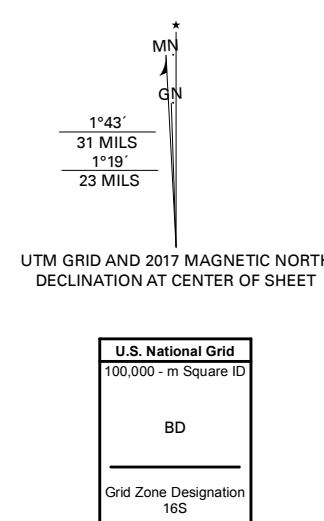 ★
MN
GN
1°43´
31 MILS
1°19´
23 MILS
UTM GRID AND 2017 MAGNETIC NORTH
DECLINATION AT CENTER OF SHEET
U.S. National Grid
100,000 - m Square ID
BD
Grid Zone Designation
16S